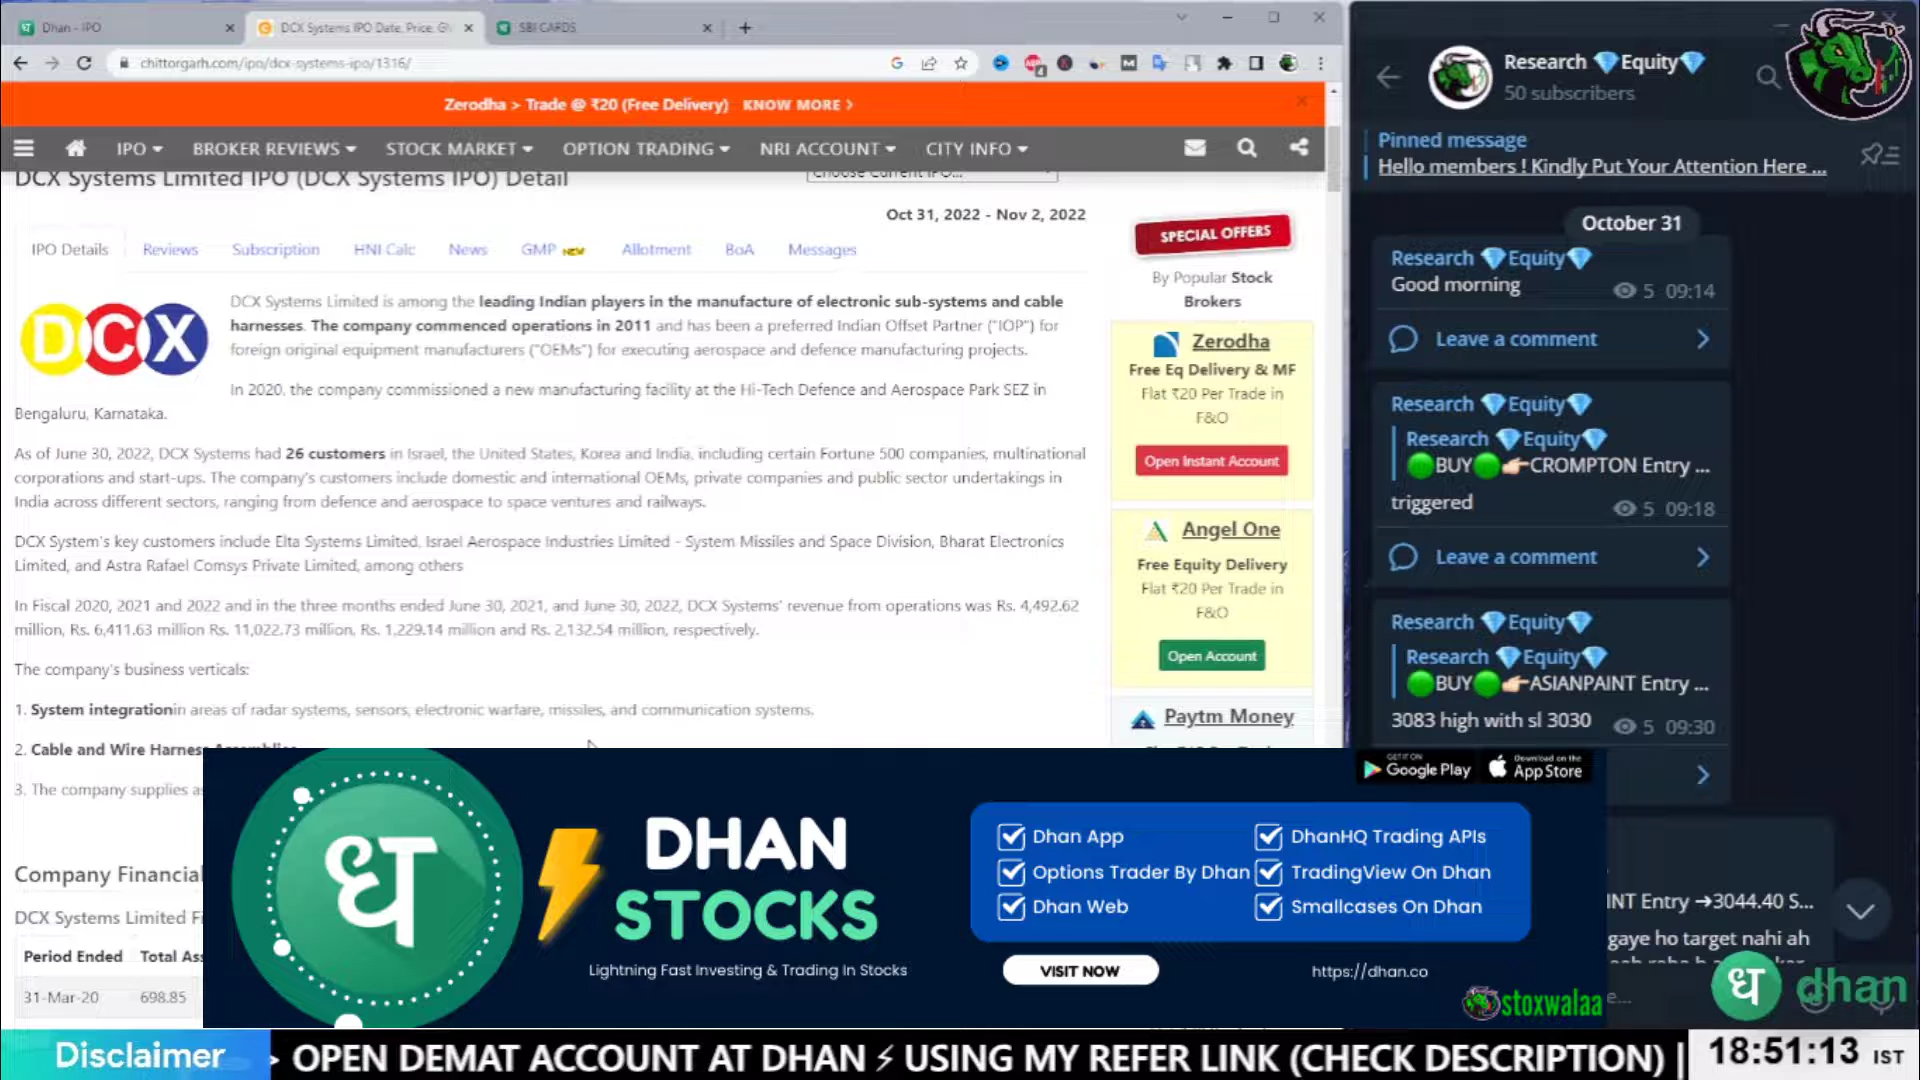 Dhan - IPO
DCX Systems IPO Date, Price, GM
SBI CARDS
chittorgarh.com/ipo/dcx-systems-ipo/1316/
Zerodha > Trade @ ₹20 (Free Delivery) KNOW MORE >
IPO BROKER REVIEWS STOCK MARKET OPTION TRADING NRI ACCOUNT CITY INFO
DCX Systems Limited IPO (DCX Systems IPO) Detail
Choose Current IPO...
Oct 31, 2022 - Nov 2, 2022
IPO Details Reviews Subscription HNI Calc News GMP NEW Allotment BoA Messages
DCX
DCX Systems Limited is among the leading Indian players in the manufacture of electronic sub-systems and cable
harnesses. The company commenced operations in 2011 and has been a preferred Indian Offset Partner ("IOP") for
foreign original equipment manufacturers ("OEMs") for executing aerospace and defence manufacturing projects.
In 2020, the company commissioned a new manufacturing facility at the Hi-Tech Defence and Aerospace Park SEZ in
Bengaluru, Karnataka.
As of June 30, 2022, DCX Systems had 26 customers in Israel, the United States, Korea and India, including certain Fortune 500 companies, multinational
corporations and start-ups. The company's customers include domestic and international OEMs, private companies and public sector undertakings in
India across different sectors, ranging from defence and aerospace to space ventures and railways.
DCX System's key customers include Elta Systems Limited, Israel Aerospace Industries Limited - System Missiles and Space Division, Bharat Electronics
Limited, and Astra Rafael Comsys Private Limited, among others
In Fiscal 2020, 2021 and 2022 and in the three months ended June 30, 2021, and June 30, 2022, DCX Systems' revenue from operations was Rs. 4,492.62
million, Rs. 6,411.63 million Rs. 11,022.73 million, Rs. 1,229.14 million and Rs. 2,132.54 million, respectively.
The company's business verticals:
1. System integrationin areas of radar systems, sensors, electronic warfare, missiles, and communication systems.
2. Cable and Wire Harness Assemblies
3. The company supplies as
Company Financial
DCX Systems Limited Fi
Period Ended Total Ass
31-Mar-20 698.85
SPECIAL OFFERS
By Popular Stock
Brokers
Zerodha
Free Eq Delivery & MF
Flat ₹20 Per Trade in
F&O
Open Instant Account
Angel One
Free Equity Delivery
Flat ₹20 Per Trade in
F&O
Open Account
Paytm Money
Research 💎Equity💎
50 subscribers
Pinned message
Hello members ! Kindly Put Your Attention Here ...
October 31
Research 💎Equity💎
Good morning
5 09:14
Leave a comment
Research 💎Equity💎
Research 💎Equity💎
🟢BUY🟢👉CROMPTON Entry ...
triggered
5 09:18
Leave a comment
Research 💎Equity💎
Research 💎Equity💎
🟢BUY🟢👉ASIANPAINT Entry ...
3083 high with sl 3030
5 09:30
INT Entry ➔3044.40 S...
gaye ho target nahi ah
ध
DHAN
STOCKS
Lightning Fast Investing & Trading In Stocks
Dhan App
Options Trader By Dhan
Dhan Web
DhanHQ Trading APIs
TradingView On Dhan
Smallcases On Dhan
VISIT NOW
https://dhan.co
GET IT ON
Google Play
Download on the
App Store
stoxwalaa
ध dhan
Disclaimer
> OPEN DEMAT ACCOUNT AT DHAN ⚡ USING MY REFER LINK (CHECK DESCRIPTION) |
18:51:13 IST